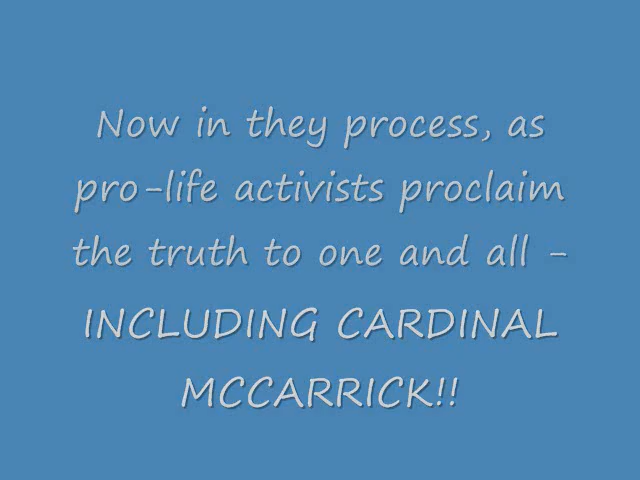 Now in they process, as
pro-life activists proclaim
the truth to one and all -
INCLUDING CARDINAL
MCCARRICK!!